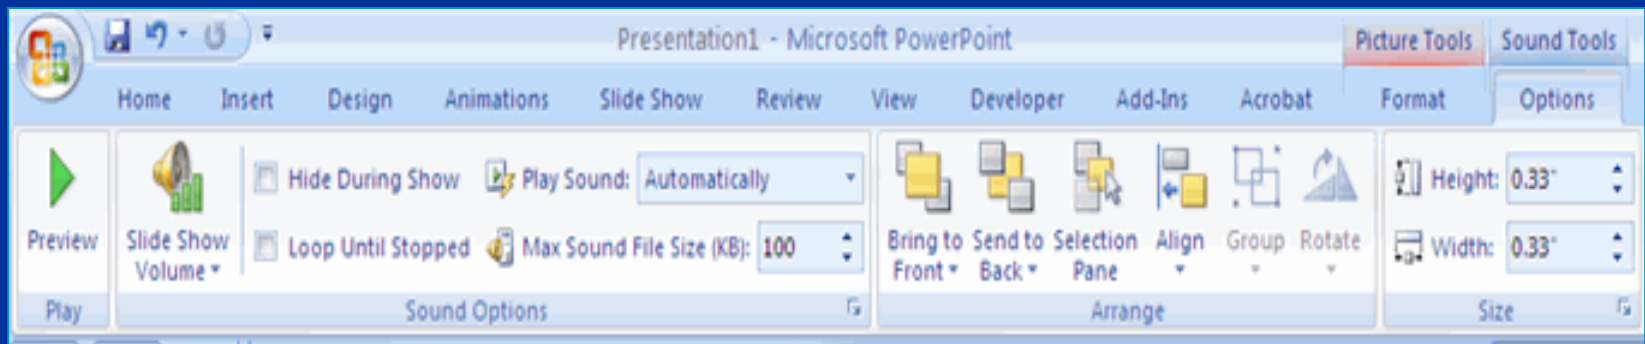 Presentation1 - Microsoft PowerPoint
Picture Tools Sound Tools
Home Insert Design Animations Slide Show Review View Developer Add-Ins Acrobat Format Options
Preview
Play
Slide Show
Volume
Hide During Show
Play Sound: Automatically
Loop Until Stopped
Max Sound File Size (KB): 100
Sound Options
Bring to
Front
Send to
Back
Selection
Pane
Align
Group
Rotate
Arrange
Height: 0.33"
Width: 0.33"
Size